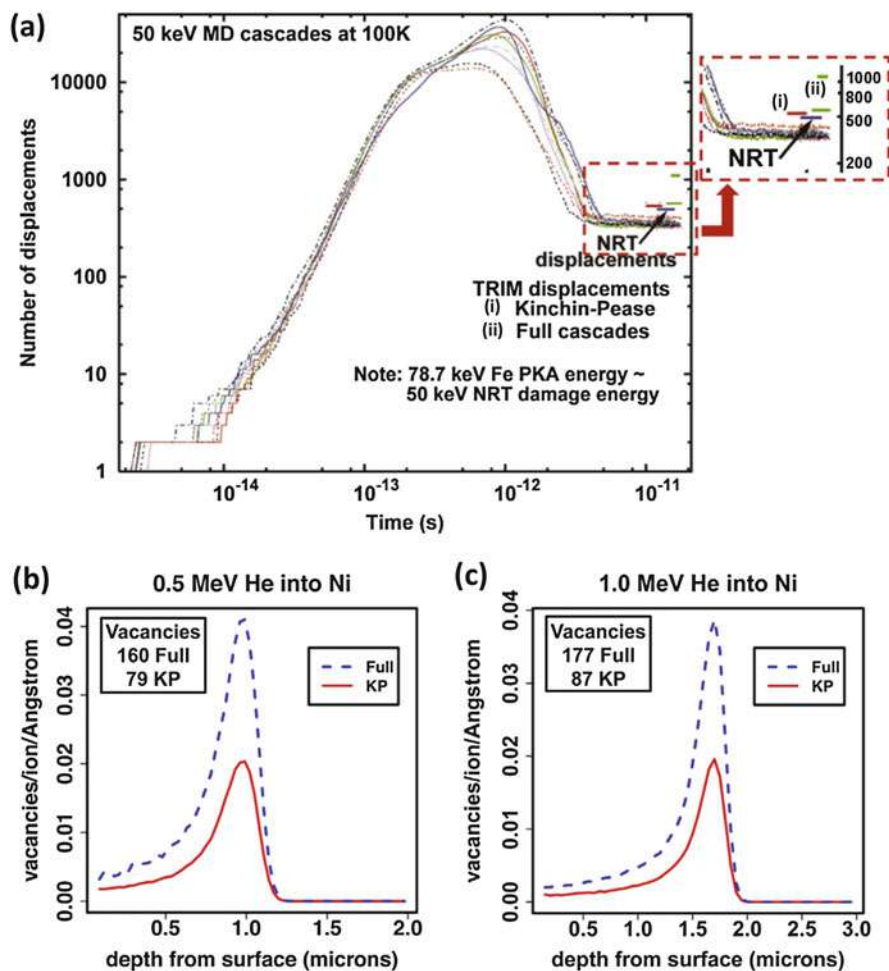 (a)
50 keV MD cascades at 100K
Number of displacements
10000
1000
100
10
1
10-14
10-13
10-12
10-11
Time (s)
NRT
displacements
TRIM displacements
(i) Kinchin-Pease
(ii) Full cascades
Note: 78.7 keV Fe PKA energy ~
50 keV NRT damage energy
(i)
(ii)
NRT
1000
800
500
200
(b)
0.5 MeV He into Ni
Vacancies
160 Full
79 KP
Full
KP
vacancies/ion/Angstrom
0.04
0.03
0.02
0.01
0.00
0.5
1.0
1.5
2.0
depth from surface (microns)
(c)
1.0 MeV He into Ni
Vacancies
177 Full
87 KP
Full
KP
vacancies/ion/Angstrom
0.04
0.03
0.02
0.01
0.00
0.5
1.0
1.5
2.0
2.5
3.0
depth from surface (microns)